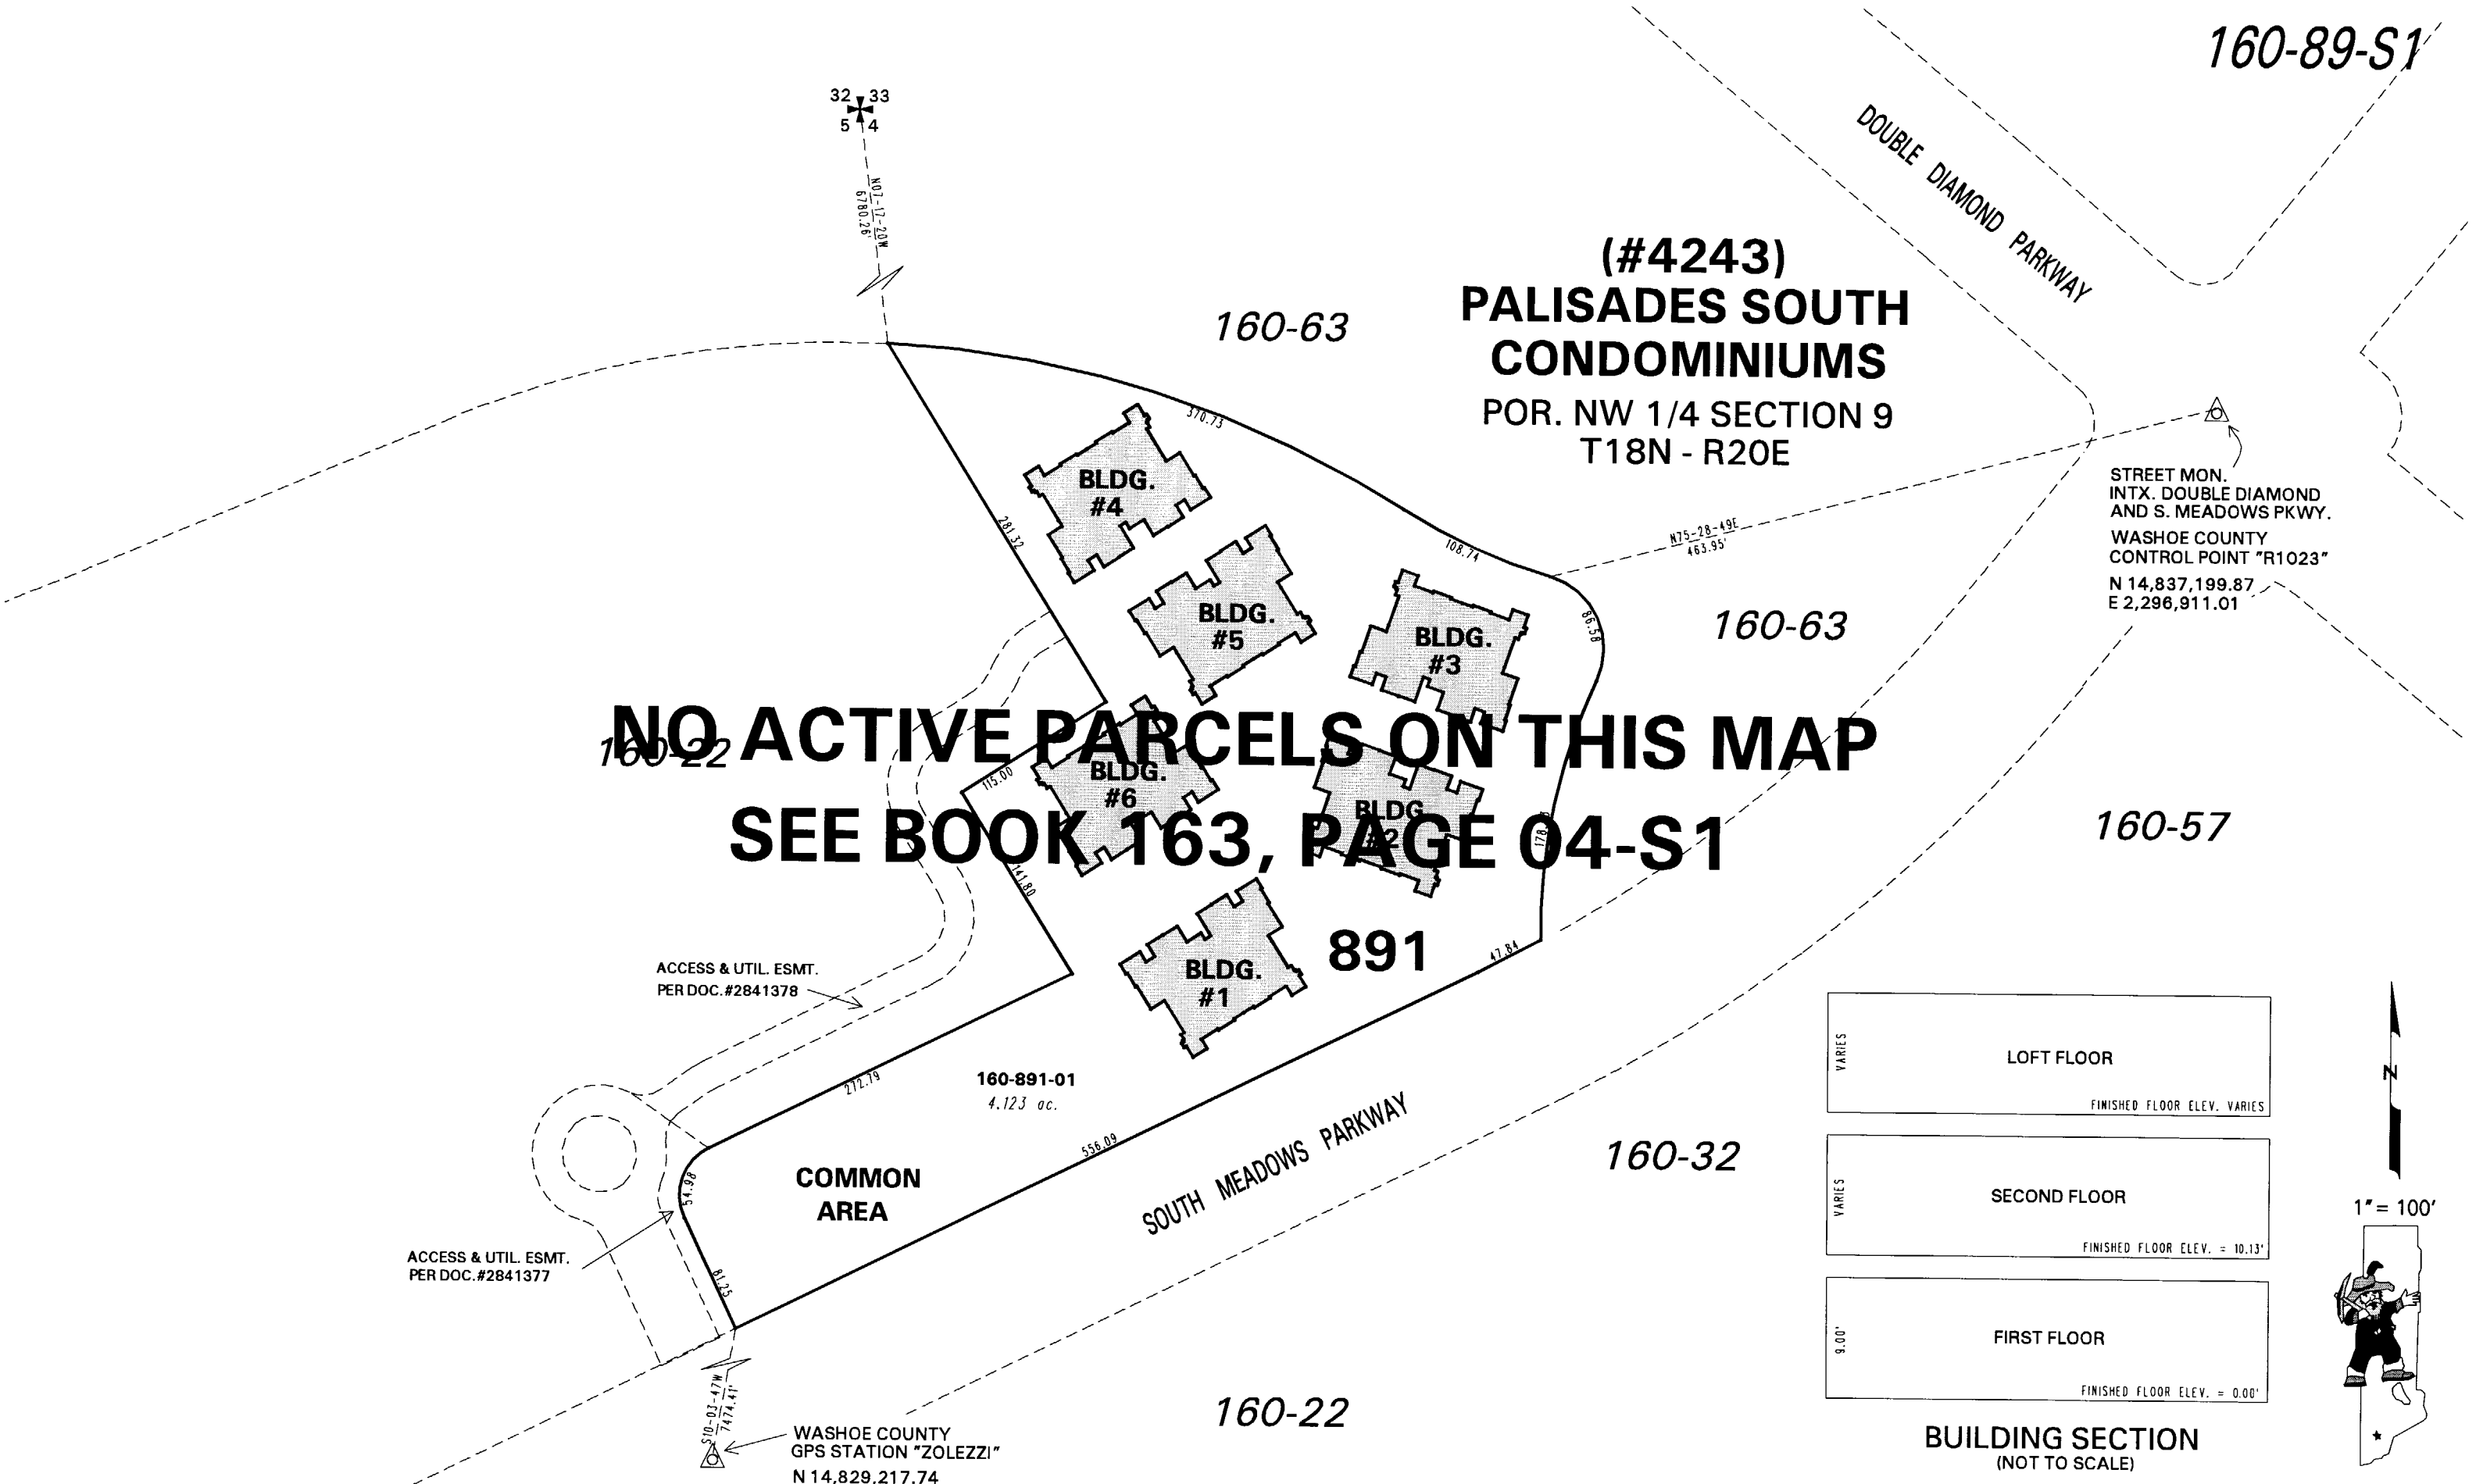 160-89-S1
32 33
5 4
N07-17-20W
6780.26'
DOUBLE DIAMOND PARKWAY
(#4243)
PALISADES SOUTH
CONDOMINIUMS
POR. NW 1/4 SECTION 9
T18N - R20E
160-63
370.73
BLDG.
#4
281.32
108.74
N75-28-49E
463.95'
STREET MON.
INTX. DOUBLE DIAMOND
AND S. MEADOWS PKWY.
WASHOE COUNTY
CONTROL POINT "R1023"
N 14,837,199.87
E 2,296,911.01
BLDG.
#5
BLDG.
#3
86.58
160-63
NO ACTIVE PARCELS ON THIS MAP
SEE BOOK 163, PAGE 04-S1
160-22
115.00
BLDG.
#6
BLDG.
#2
160-57
141.80
891
47.84
BLDG.
#1
ACCESS & UTIL. ESMT.
PER DOC.#2841378
272.79
160-891-01
4.123 ac.
556.09
SOUTH MEADOWS PARKWAY
160-32
COMMON
AREA
54.98
81.25
ACCESS & UTIL. ESMT.
PER DOC.#2841377
S10-03-47W
7474.41'
WASHOE COUNTY
GPS STATION "ZOLEZZI"
N 14,829,217.74
160-22
VARIES
LOFT FLOOR
FINISHED FLOOR ELEV. VARIES
VARIES
SECOND FLOOR
FINISHED FLOOR ELEV. = 10.13'
9.00'
FIRST FLOOR
FINISHED FLOOR ELEV. = 0.00'
BUILDING SECTION
(NOT TO SCALE)
N
1" = 100'